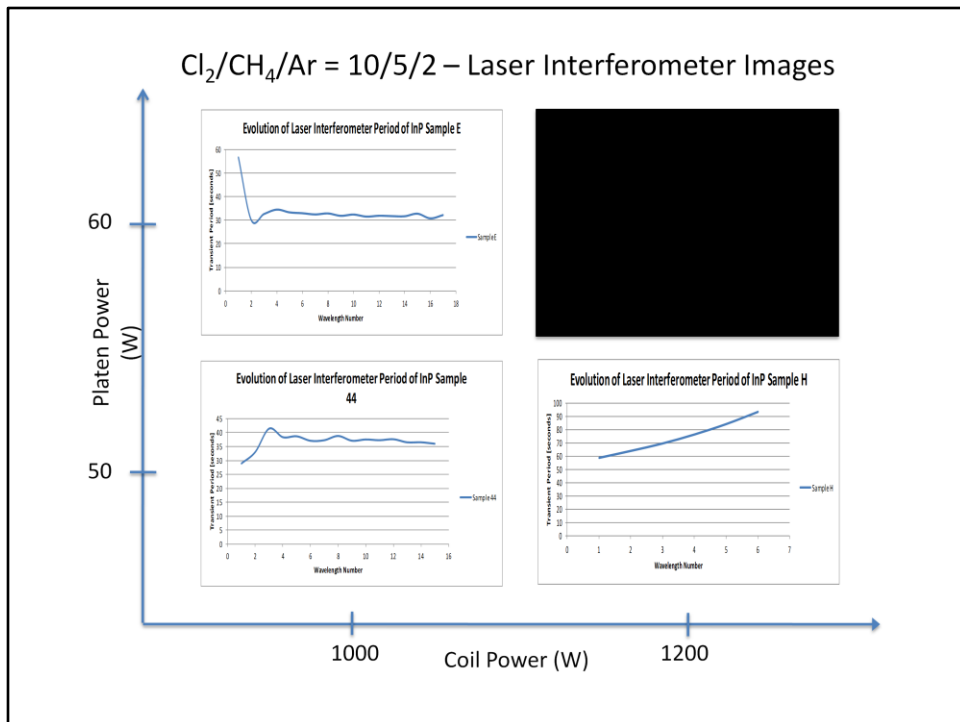 Cl₂/CH₄/Ar = 10/5/2 – Laser Interferometer Images
Evolution of Laser Interferometer Period of InP Sample E
Transient Period [seconds]
60
50
40
30
20
10
0
0 2 4 6 8 10 12 14 16 18
Wavelength Number
Sample E
Evolution of Laser Interferometer Period of InP Sample
44
Transient Period [seconds]
45
40
35
30
25
20
15
10
5
0
0 2 4 6 8 10 12 14 16
Wavelength Number
Sample 44
Evolution of Laser Interferometer Period of InP Sample H
Transient Period [seconds]
100
90
80
70
60
50
40
30
20
10
0
0 1 2 3 4 5 6 7
Wavelength Number
Sample H
Platen Power
(W)
60
50
1000
1200
Coil Power (W)